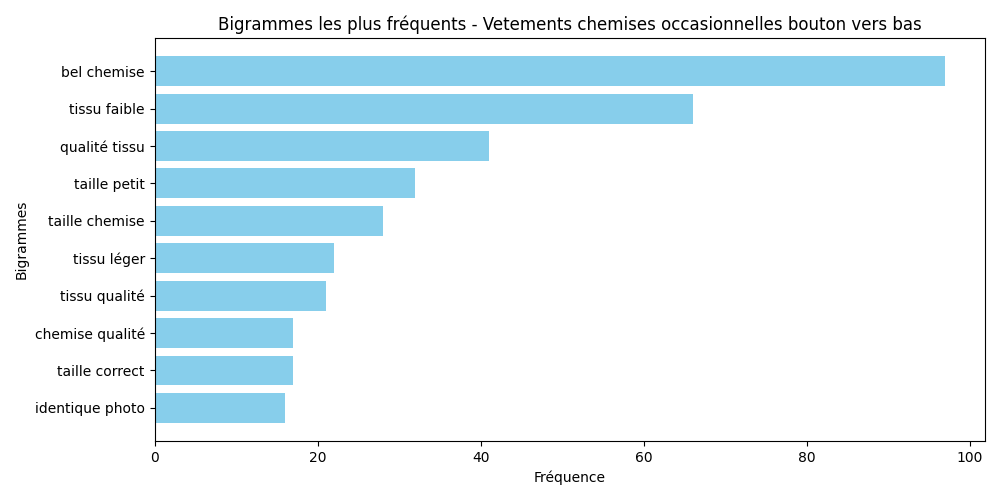 Bigrammes les plus fréquents - Vetements chemises occasionnelles bouton vers bas
bel chemise
tissu faible
qualité tissu
taille petit
taille chemise
tissu léger
tissu qualité
chemise qualité
taille correct
identique photo
Bigrammes
0 20 40 60 80 100
Fréquence